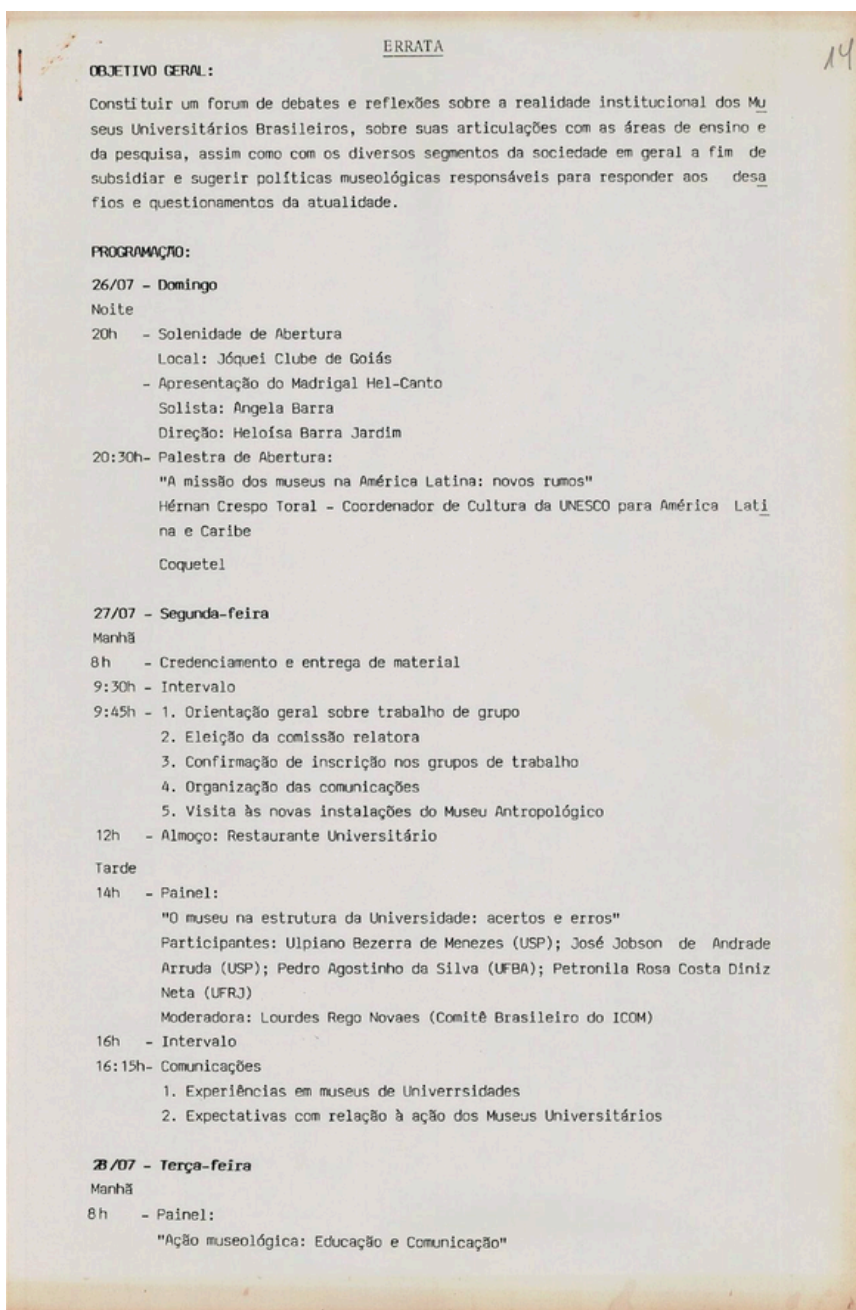 ERRATA
14
OBJETIVO GERAL:
Constituir um forum de debates e reflexões sobre a realidade institucional dos Mu
seus Universitários Brasileiros, sobre suas articulações com as áreas de ensino e
da pesquisa, assim como com os diversos segmentos da sociedade em geral a fim de
subsidiar e sugerir políticas museológicas responsáveis para responder aos desa
fios e questionamentos da atualidade.
PROGRAMAÇÃO:
26/07 - Domingo
Noite
20h - Solenidade de Abertura
Local: Jóquei Clube de Goiás
- Apresentação do Madrigal Hel-Canto
Solista: Angela Barra
Direção: Heloísa Barra Jardim
20:30h- Palestra de Abertura:
"A missão dos museus na América Latina: novos rumos"
Hérnan Crespo Toral - Coordenador de Cultura da UNESCO para América Lati
na e Caribe
Coquetel
27/07 - Segunda-feira
Manhã
8h - Credenciamento e entrega de material
9:30h - Intervalo
9:45h - 1. Orientação geral sobre trabalho de grupo
2. Eleição da comissão relatora
3. Confirmação de inscrição nos grupos de trabalho
4. Organização das comunicações
5. Visita às novas instalações do Museu Antropológico
12h - Almoço: Restaurante Universitário
Tarde
14h - Painel:
"O museu na estrutura da Universidade: acertos e erros"
Participantes: Ulpiano Bezerra de Menezes (USP); José Jobson de Andrade
Arruda (USP); Pedro Agostinho da Silva (UFBA); Petronila Rosa Costa Diniz
Neta (UFRJ)
Moderadora: Lourdes Rego Novaes (Comitê Brasileiro do ICOM)
16h - Intervalo
16:15h- Comunicações
1. Experiências em museus de Univerrsidades
2. Expectativas com relação à ação dos Museus Universitários
28/07 - Terça-feira
Manhã
8h - Painel:
"Ação museológica: Educação e Comunicação"